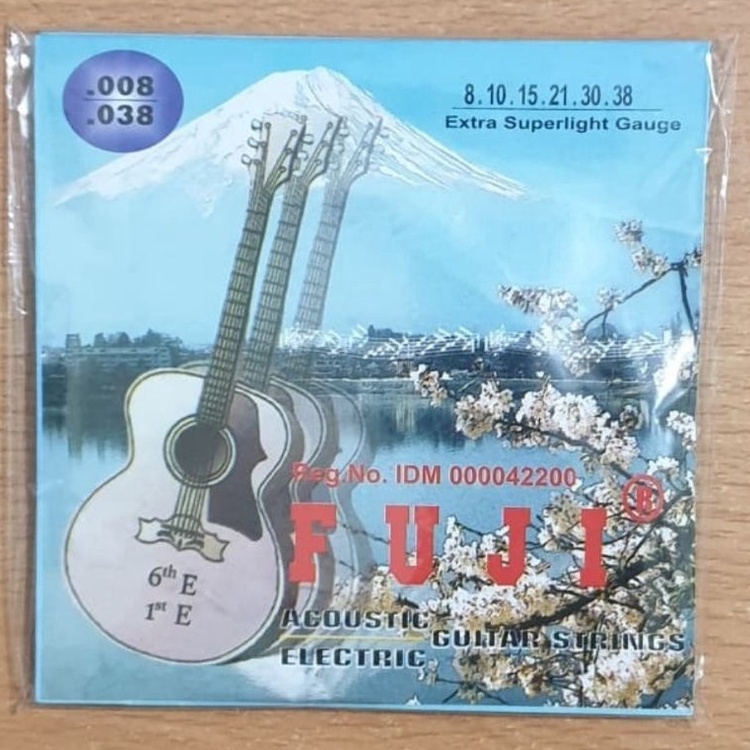 .008
.038
8.10.15.21.30.38
Extra Superlight Gauge
Reg.No. IDM 000042200
FUJI®
ACOUSTIC
ELECTRIC
GUITAR STRINGS
6th E
1st E